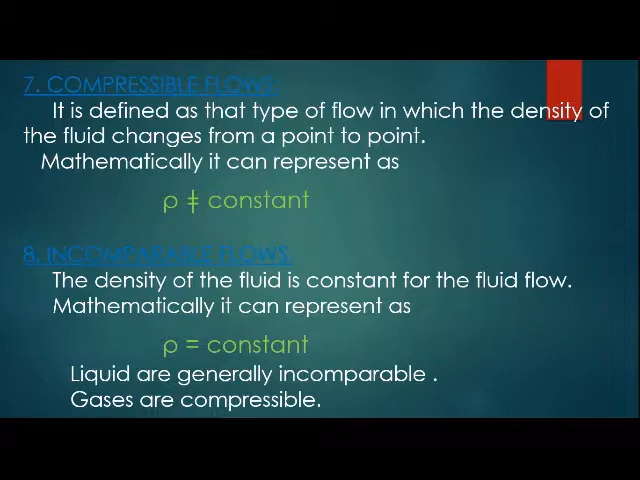 7. COMPRESSIBLE FLOWS:
It is defined as that type of flow in which the density of
the fluid changes from a point to point.
Mathematically it can represent as
ρ ǂ constant
8. INCOMPARABLE FLOWS:
The density of the fluid is constant for the fluid flow.
Mathematically it can represent as
ρ = constant
Liquid are generally incomparable .
Gases are compressible.